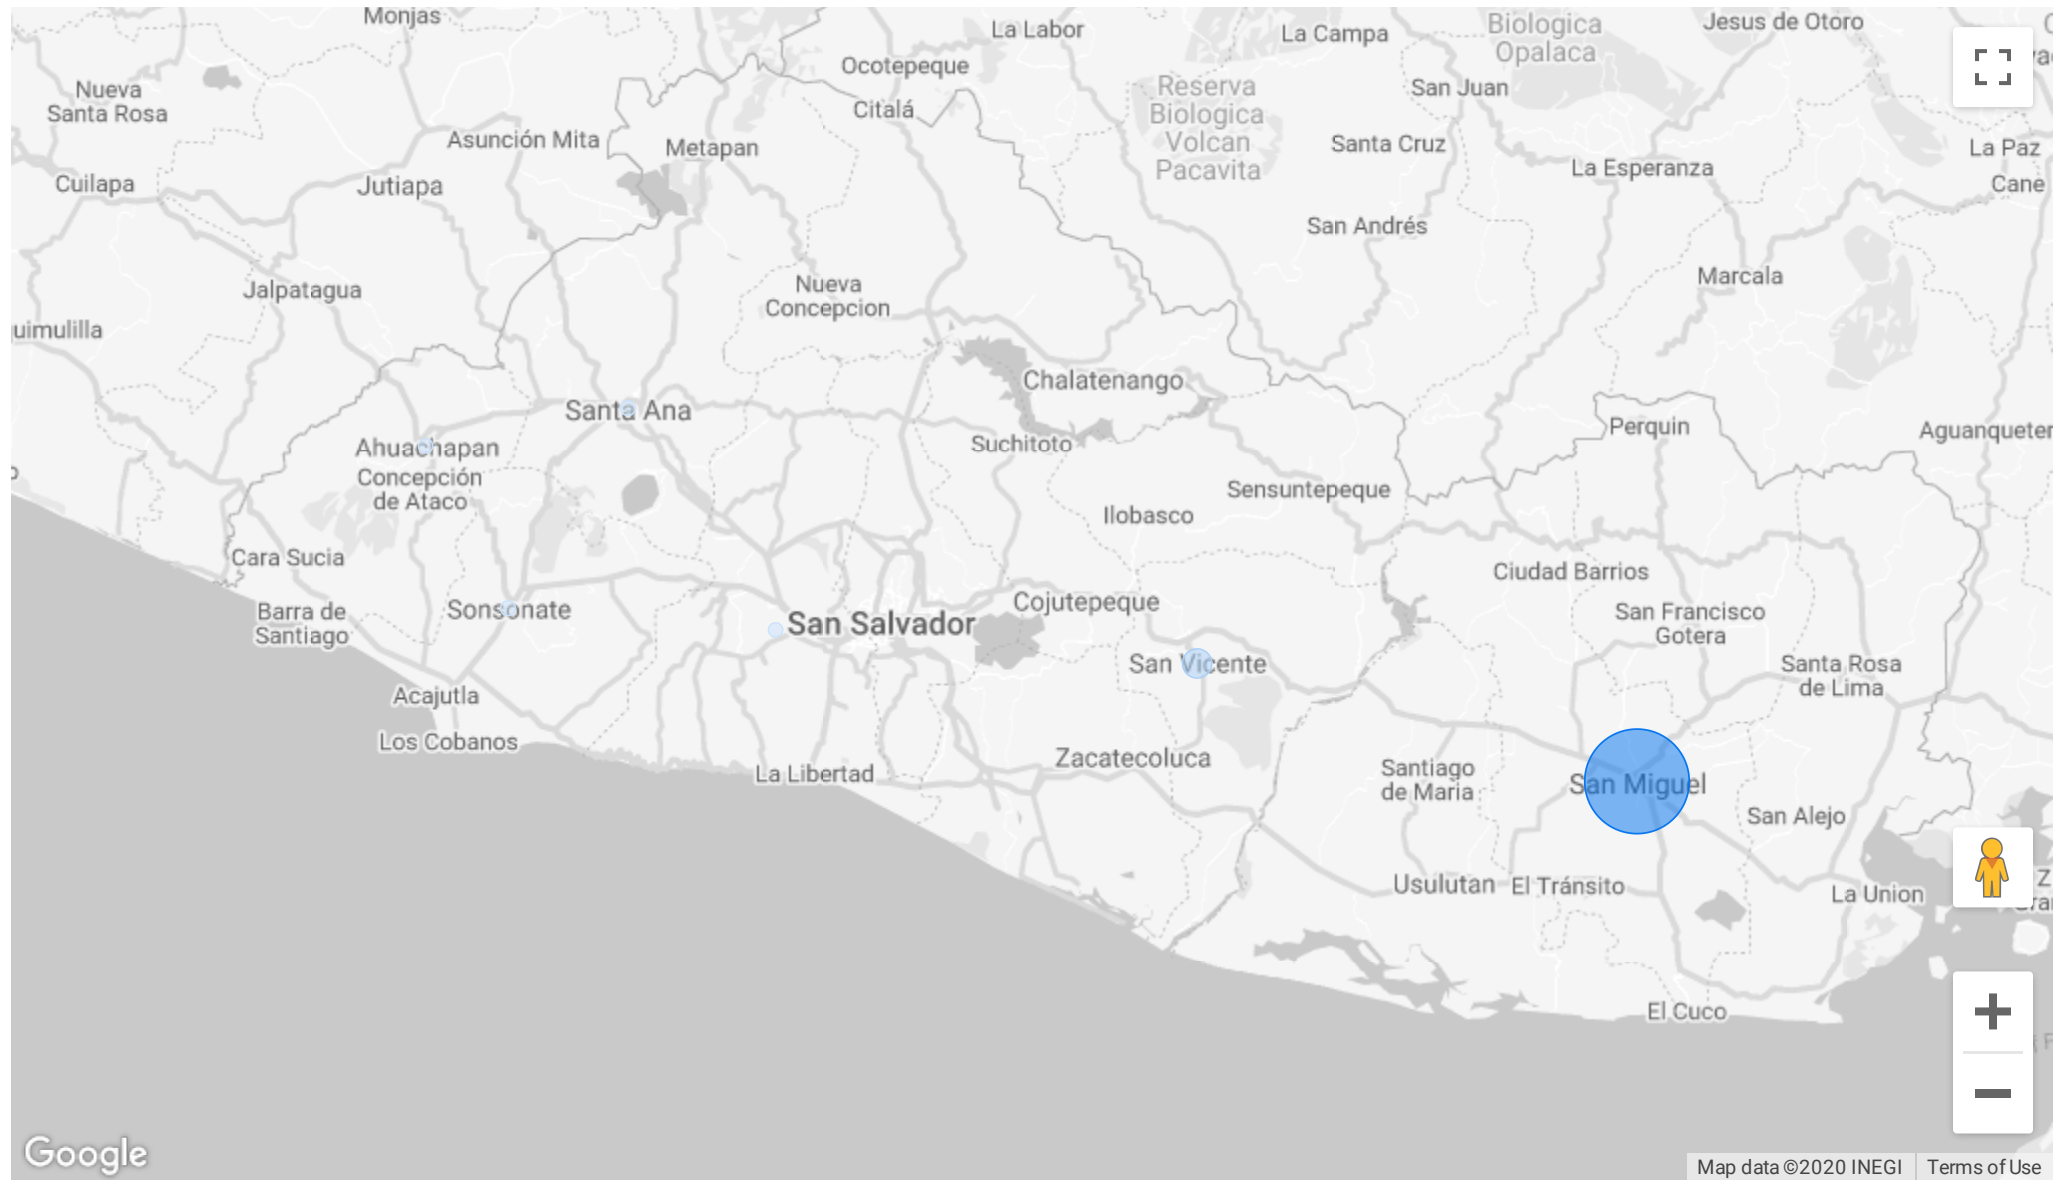 Monjas
La Labor
La Campa
Biologica
Opalaca
Jesus de Otoro
Ocotepeque
Nueva
Santa Rosa
Citalá
Reserva
Biologica
Volcan
Pacavita
San Juan
Asunción Mita
Metapan
Santa Cruz
La Paz
La Esperanza
Cuilapa
Jutiapa
Cane
San Andrés
Jalpatagua
Nueva
Concepcion
Marcala
uimulilla
Chalatenango
Santa Ana
Perquin
Aguanqueter
Ahuachapan
Suchitoto
Concepción
de Ataco
Sensuntepeque
Ilobasco
Cara Sucia
Ciudad Barrios
Barra de
Santiago
Sonsonate
San Salvador
Cojutepeque
San Francisco
Gotera
San Vicente
Santa Rosa
de Lima
Acajutla
Los Cobanos
La Libertad
Zacatecoluca
Santiago
de Maria
San Miguel
San Alejo
Usulutan
El Tránsito
La Union
El Cuco
Google
Map data ©2020 INEGI
Terms of Use